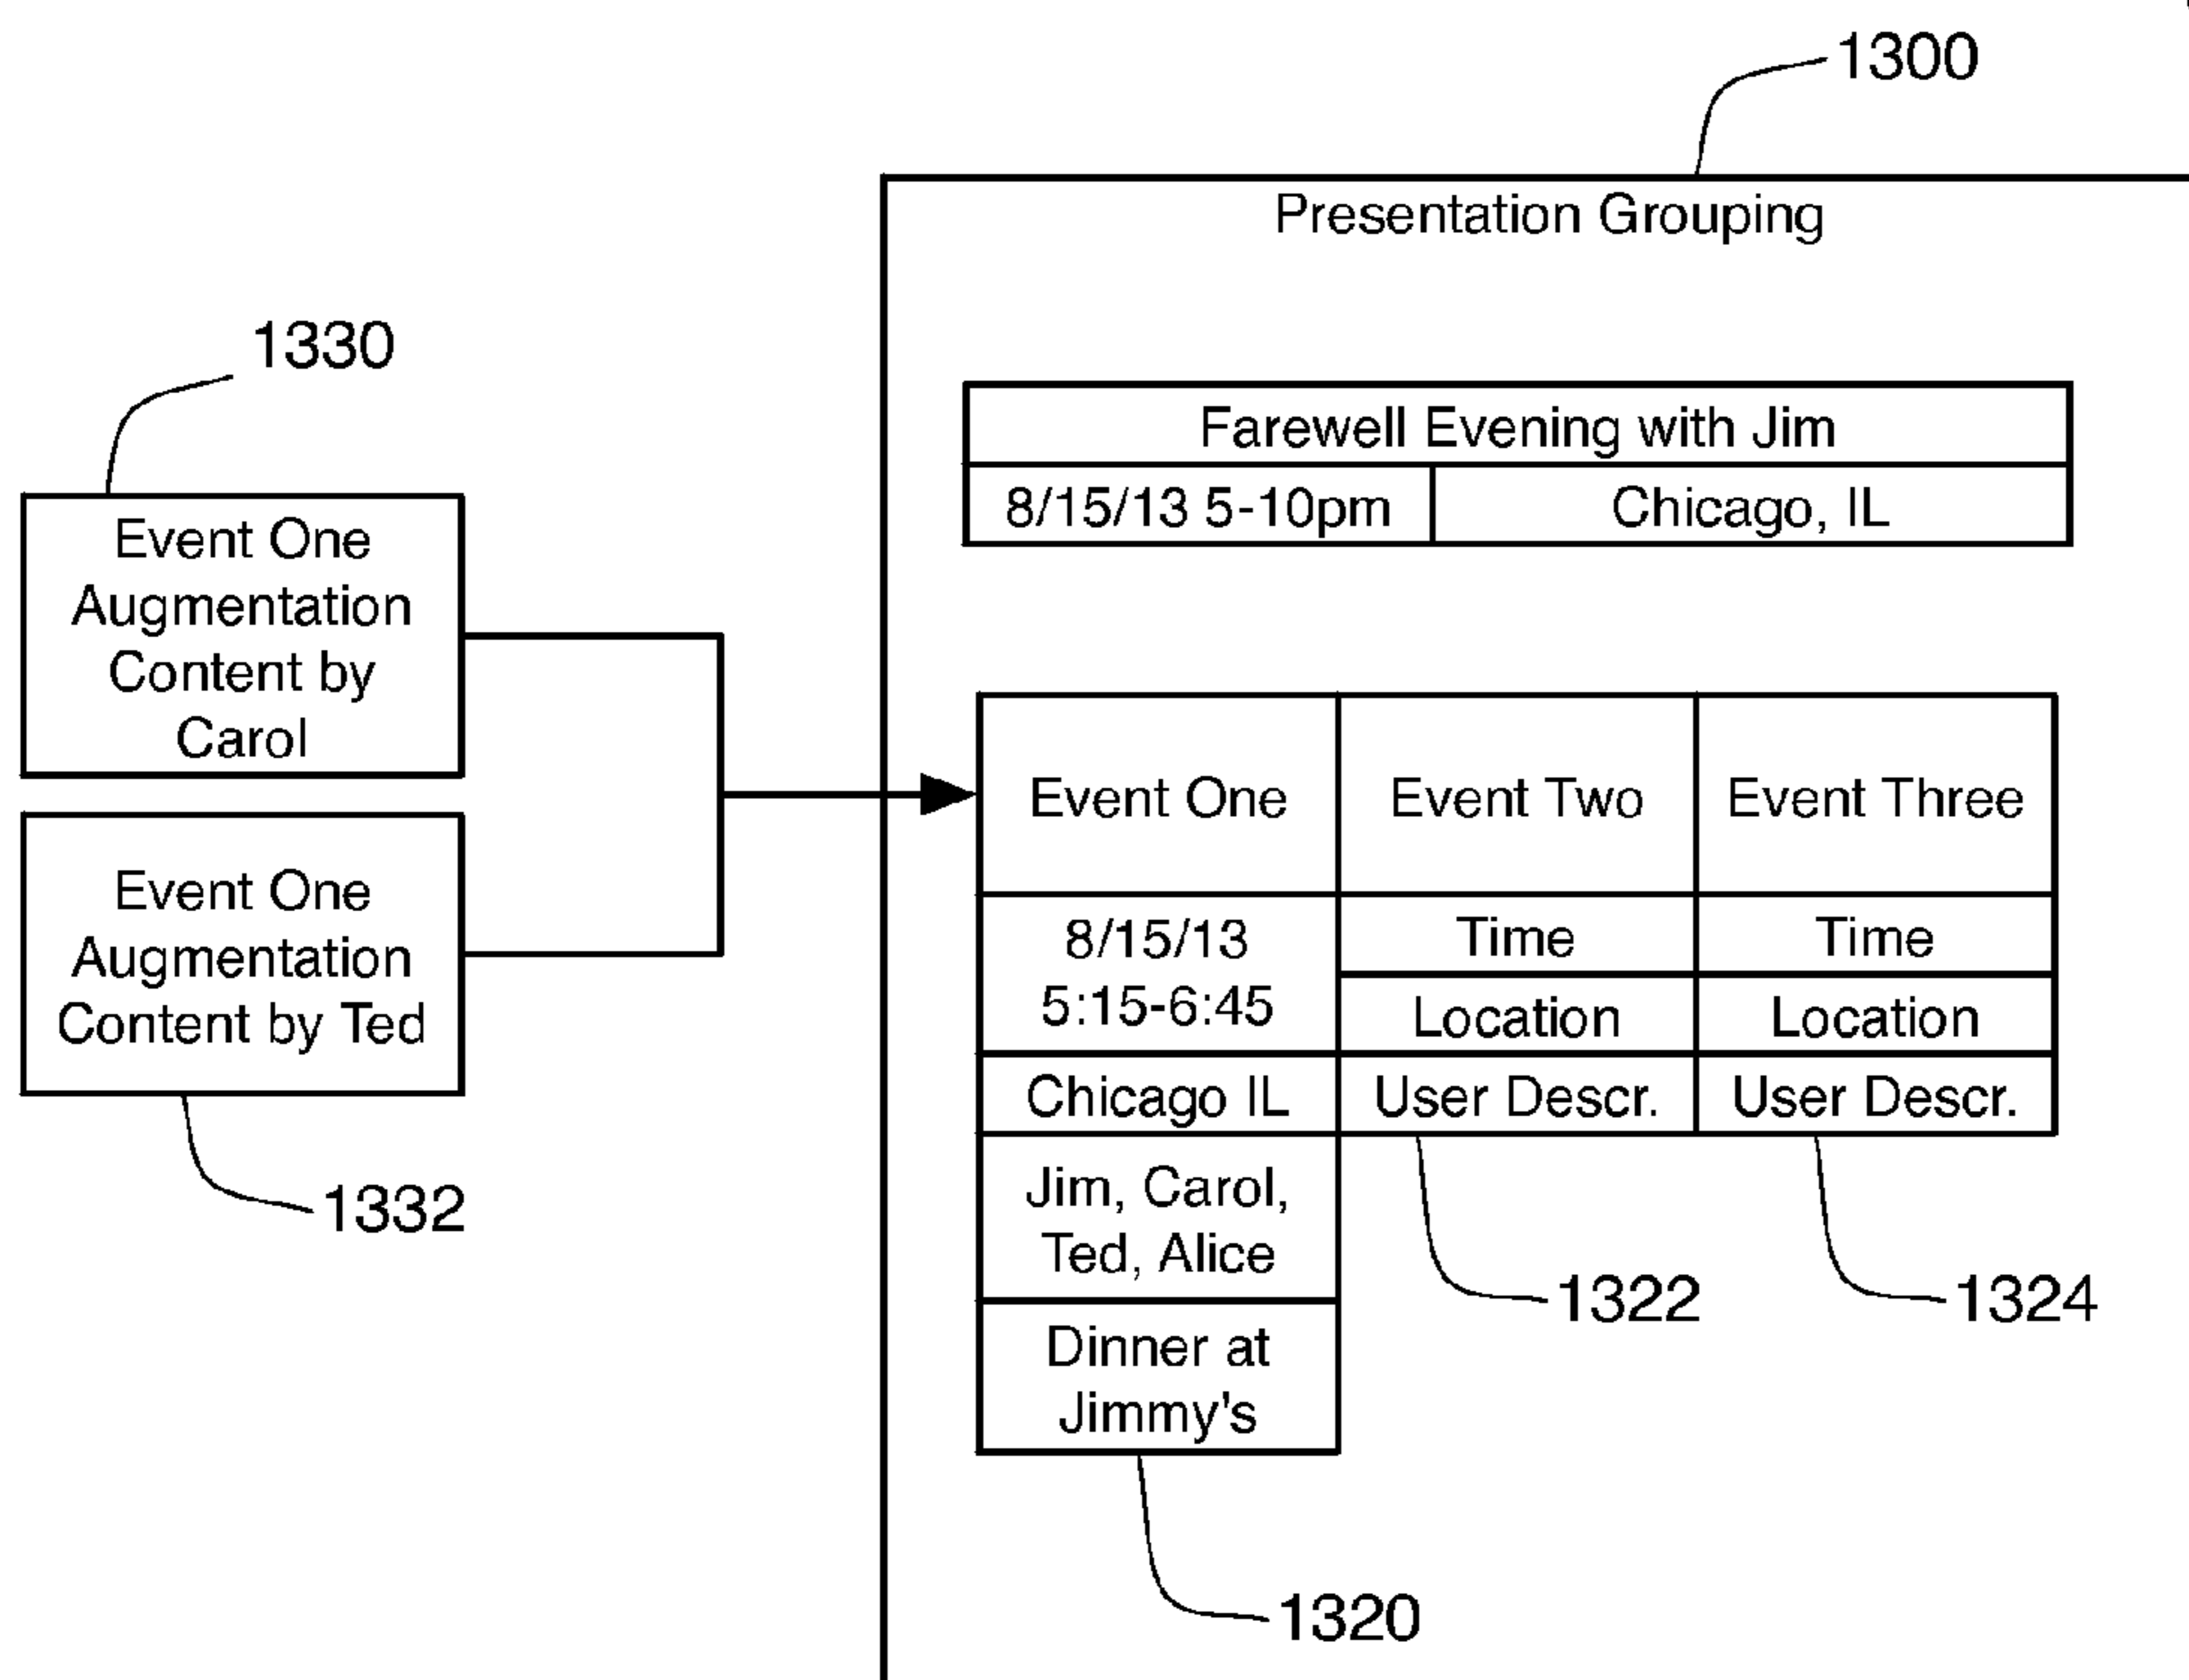 1300
Presentation Grouping
1330
Farewell Evening with Jim
8/15/13 5-10pm
Chicago, IL
Event One
Augmentation
Content by
Carol
Event One
Augmentation
Content by Ted
1332
Event One
Event Two
Event Three
8/15/13
5:15-6:45
Time
Time
Location
Location
Chicago IL
User Descr.
User Descr.
Jim, Carol,
Ted, Alice
Dinner at
Jimmy's
1322
1324
1320